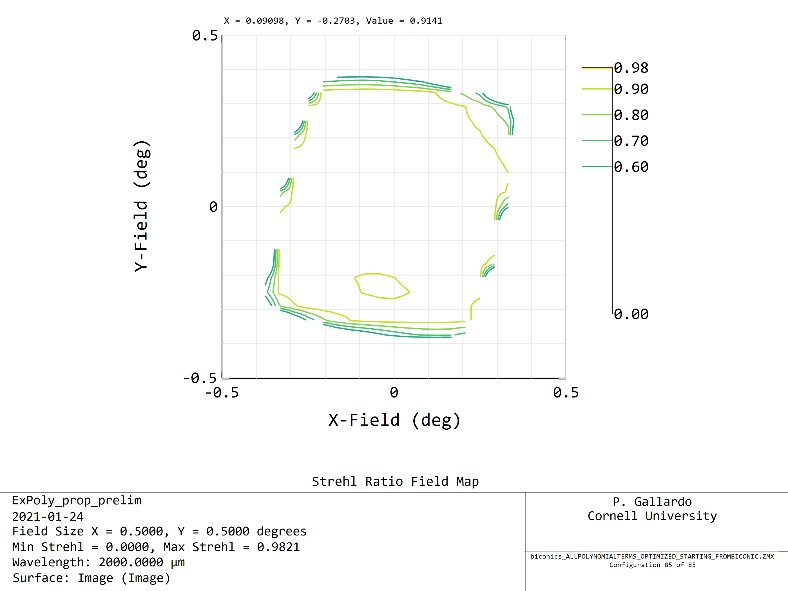 X = 0.09098, Y = -0.2703, Value = 0.9141
0.5
0.98
0.90
0.80
0.70
0.60
Y-Field (deg)
0
0.00
-0.5
-0.5
0
0.5
X-Field (deg)
Strehl Ratio Field Map
ExPoly_prop_prelim
2021-01-24
Field Size X = 0.5000, Y = 0.5000 degrees
Min Strehl = 0.0000, Max Strehl = 0.9821
Wavelength: 2000.0000 µm
Surface: Image (Image)
P. Gallardo
Cornell University
biconics_ALLPOLYNOMIALTERMS_OPTIMIZED_STARTING_FROMBICONIC.ZMX
Configuration 85 of 85